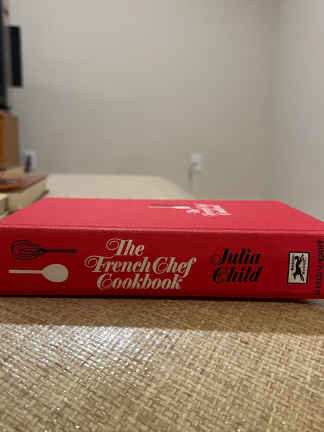 The
French Chef
Cookbook
Julia
Child